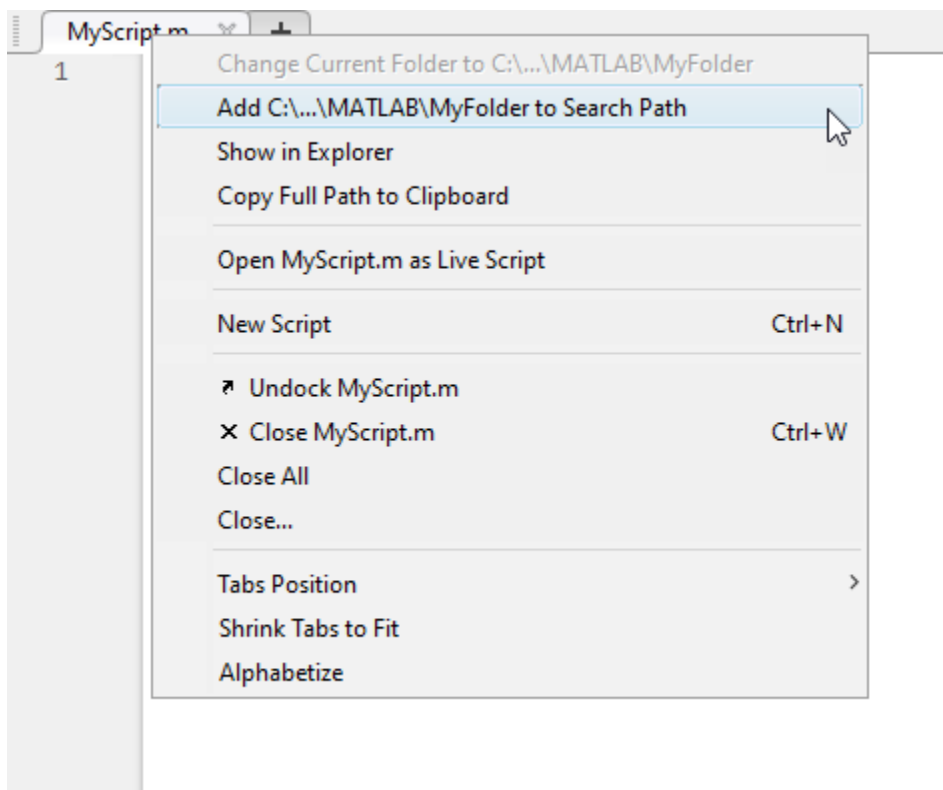 MyScript.m
1
Change Current Folder to C:\...\MATLAB\MyFolder
Add C:\...\MATLAB\MyFolder to Search Path
Show in Explorer
Copy Full Path to Clipboard
Open MyScript.m as Live Script
New Script Ctrl+N
Undock MyScript.m
Close MyScript.m Ctrl+W
Close All
Close...
Tabs Position
Shrink Tabs to Fit
Alphabetize